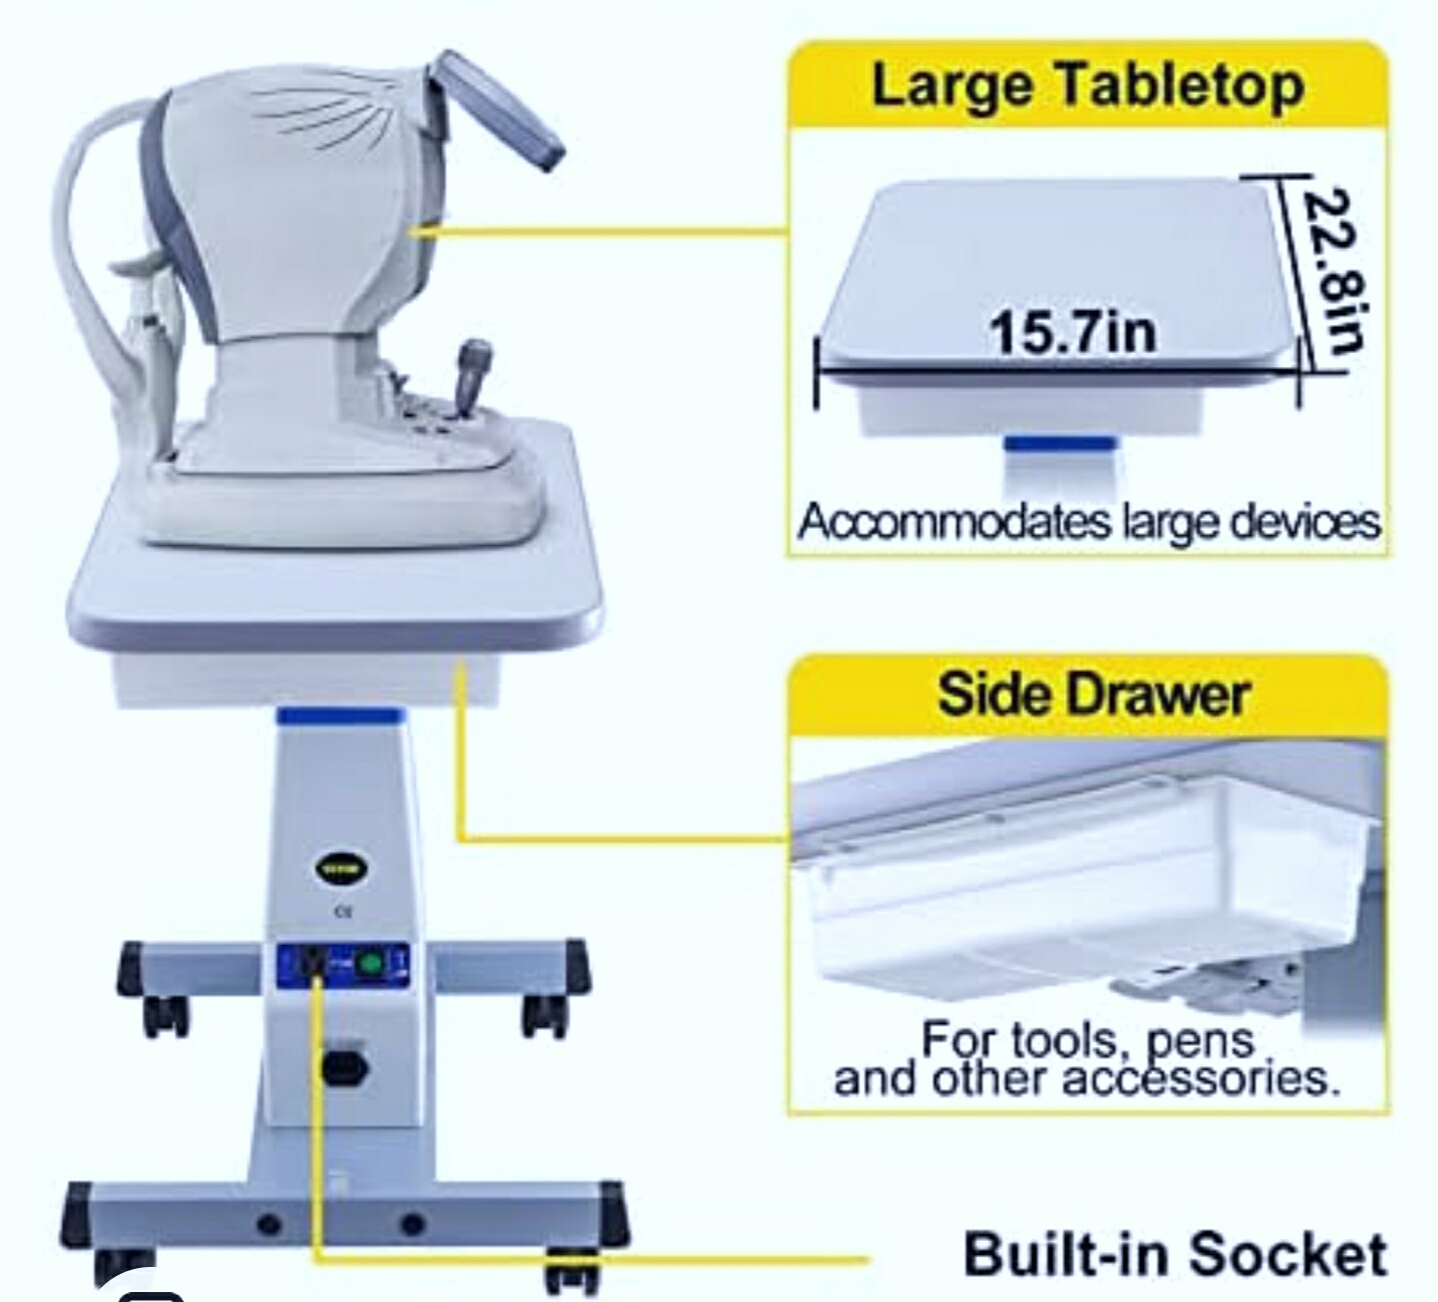 Large Tabletop
22.8in
15.7in
Accommodates large devices
Side Drawer
CE
For tools, pens
and other accessories.
Built-in Socket